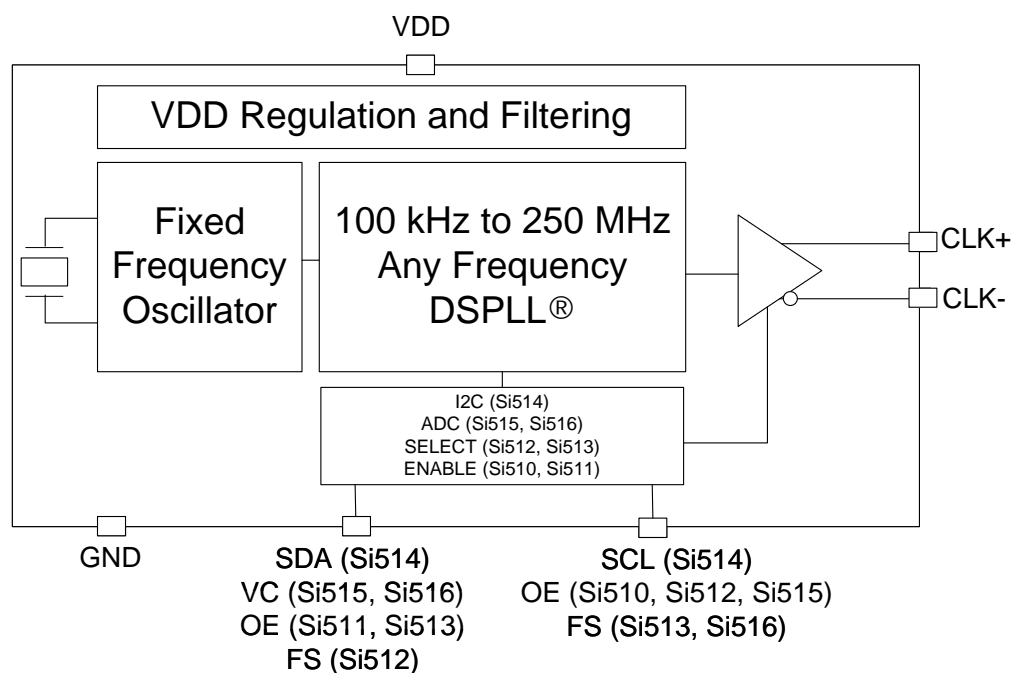 VDD
VDD Regulation and Filtering
Fixed
Frequency
Oscillator
100 kHz to 250 MHz
Any Frequency
DSPLL®
CLK+
CLK-
I2C (Si514)
ADC (Si515, Si516)
SELECT (Si512, Si513)
ENABLE (Si510, Si511)
GND
SDA (Si514)
VC (Si515, Si516)
OE (Si511, Si513)
FS (Si512)
SCL (Si514)
OE (Si510, Si512, Si515)
FS (Si513, Si516)